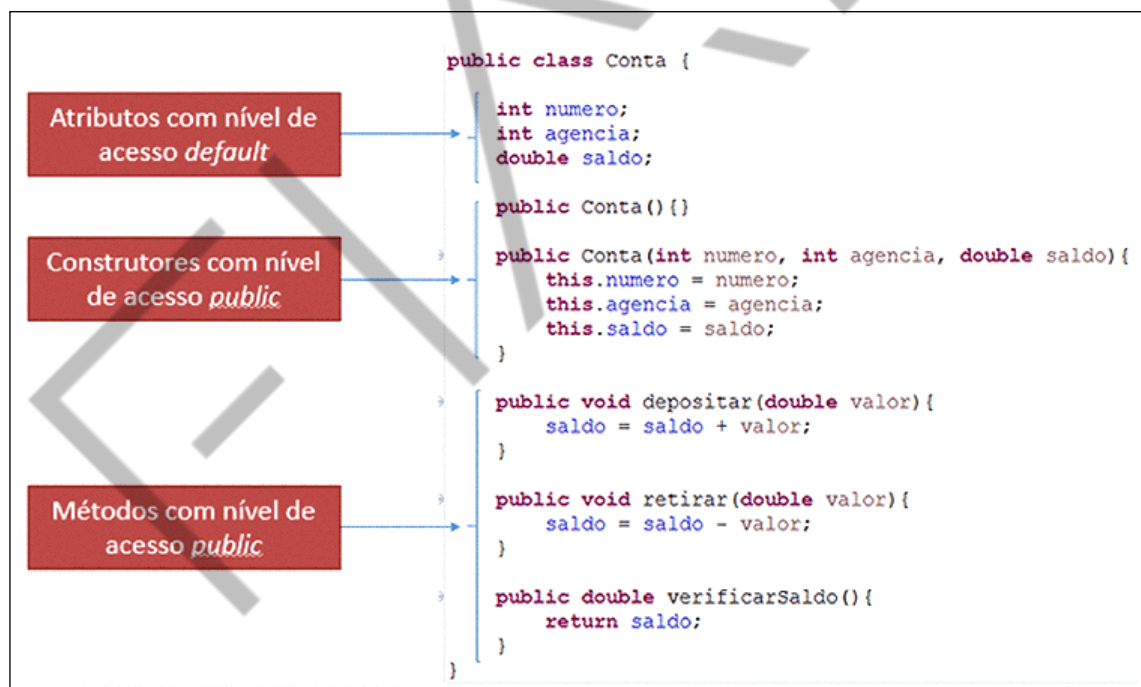 public class Conta {
Atributos com nível de
acesso default
int numero;
int agencia;
double saldo;
public Conta(){}
Construtores com nível
de acesso public
public Conta(int numero, int agencia, double saldo){
this.numero = numero;
this.agencia = agencia;
this.saldo = saldo;
}
Métodos com nível de
acesso public
public void depositar(double valor){
saldo = saldo + valor;
}
public void retirar(double valor){
saldo = saldo - valor;
}
public double verificarSaldo(){
return saldo;
}
}